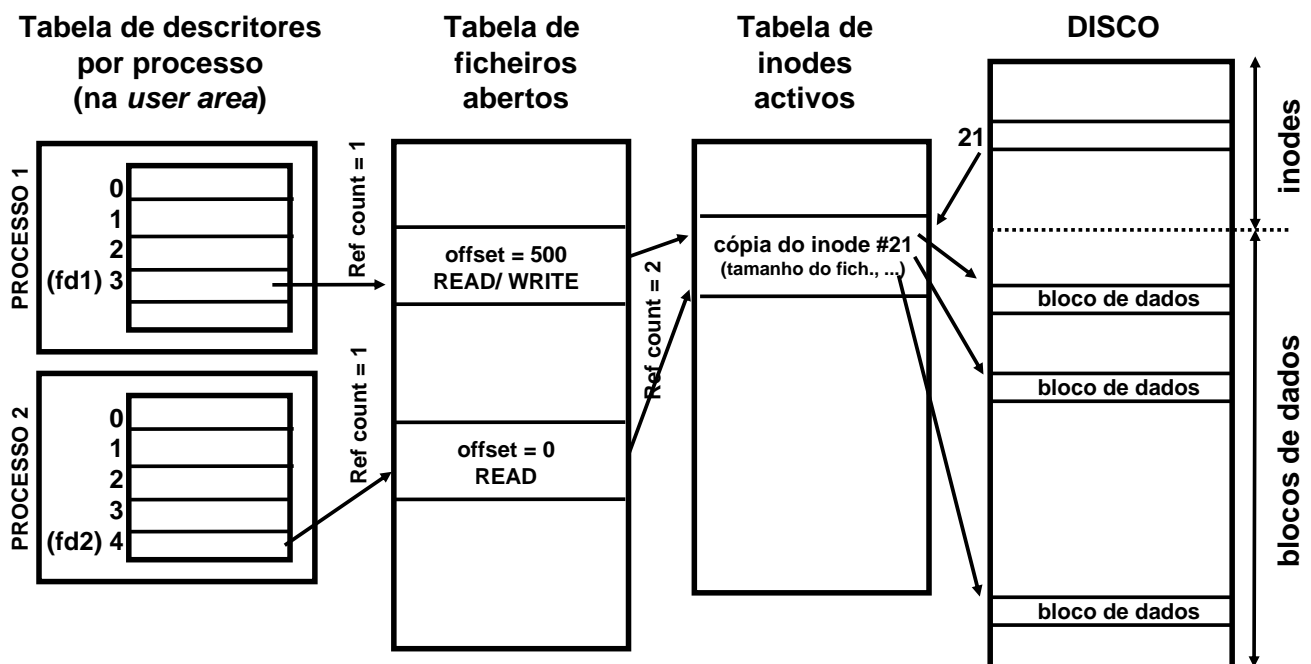 Tabela de descritores
por processo
(na user area)
Tabela de
ficheiros
abertos
Tabela de
inodes
activos
DISCO
PROCESSO 1
0
1
2
(fd1) 3
Ref count = 1
offset = 500
READ/ WRITE
Ref count = 2
cópia do inode #21
(tamanho do fich., ...)
21
inodes
bloco de dados
bloco de dados
bloco de dados
blocos de dados
PROCESSO 2
0
1
2
3
(fd2) 4
Ref count = 1
offset = 0
READ